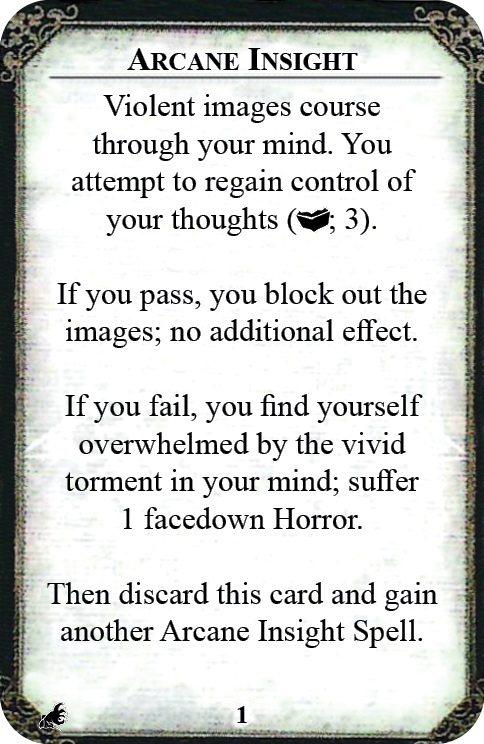 ARCANE INSIGHT
Violent images course
through your mind. You
attempt to regain control of
your thoughts (; 3).
If you pass, you block out the
images; no additional effect.
If you fail, you find yourself
overwhelmed by the vivid
torment in your mind; suffer
1 facedown Horror.
Then discard this card and gain
another Arcane Insight Spell.
1